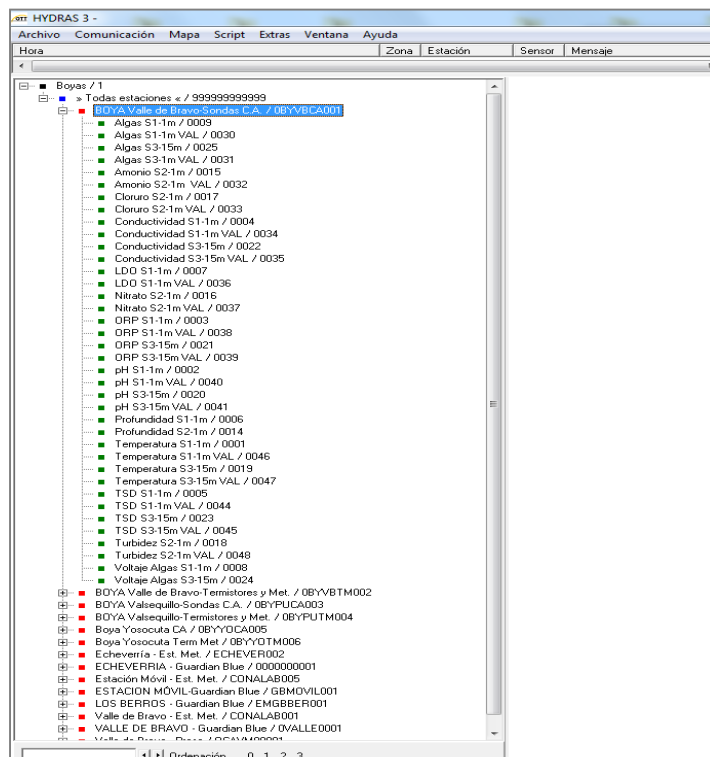 OTT HYDRAS 3 -
Archivo Comunicación Mapa Script Extras Ventana Ayuda
Hora Zona Estación Sensor Mensaje
Boyas / 1
» Todas estaciones « / 999999999999
BOYA Valle de Bravo-Sondas C.A. / 0BYVBCA001
Algas S1-1m / 0009
Algas S1-1m VAL / 0030
Algas S3-15m / 0025
Algas S3-1m VAL / 0031
Amonio S2-1m / 0015
Amonio S2-1m VAL / 0032
Cloruro S2-1m / 0017
Cloruro S2-1m VAL / 0033
Conductividad S1-1m / 0004
Conductividad S1-1m VAL / 0034
Conductividad S3-15m / 0022
Conductividad S3-15m VAL / 0035
LDO S1-1m / 0007
LDO S1-1m VAL / 0036
Nitrato S2-1m / 0016
Nitrato S2-1m VAL / 0037
ORP S1-1m / 0003
ORP S1-1m VAL / 0038
ORP S3-15m / 0021
ORP S3-15m VAL / 0039
pH S1-1m / 0002
pH S1-1m VAL / 0040
pH S3-15m / 0020
pH S3-15m VAL / 0041
Profundidad S1-1m / 0006
Profundidad S2-1m / 0014
Temperatura S1-1m / 0001
Temperatura S1-1m VAL / 0046
Temperatura S3-15m / 0019
Temperatura S3-15m VAL / 0047
TSD S1-1m / 0005
TSD S1-1m VAL / 0044
TSD S3-15m / 0023
TSD S3-15m VAL / 0045
Turbidez S2-1m / 0018
Turbidez S2-1m VAL / 0048
Voltaje Algas S1-1m / 0008
Voltaje Algas S3-15m / 0024
BOYA Valle de Bravo-Termistores y Met. / 0BYVBTM002
BOYA Valsequillo-Sondas C.A. / 0BYPUCA003
BOYA Valsequillo-Termistores y Met. / 0BYPUTM004
Boya Yosocuta CA / 0BYYOCA005
Boya Yosocuta Term Met / 0BYYOTM006
Echeverría - Est. Met. / ECHEVER002
ECHEVERRIA - Guardian Blue / 0000000001
Estación Móvil - Est. Met. / CONALAB005
ESTACION MÓVIL-Guardian Blue / GBMOVIL001
LOS BERROS - Guardian Blue / EMGBBER001
Valle de Bravo - Est. Met. / CONALAB001
VALLE DE BRAVO - Guardian Blue / 0VALLE0001
Ordenación 0 1 2 3